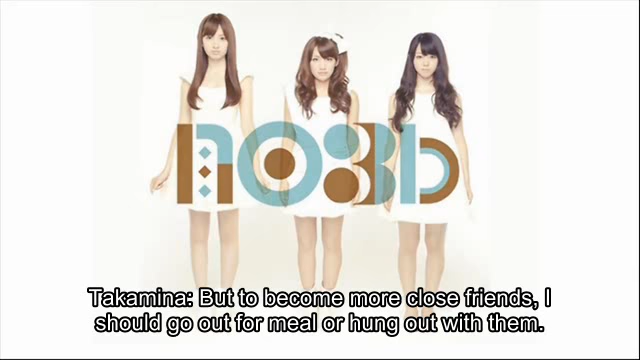 no3b
Takamina: But to become more close friends, I
should go out for meal or hung out with them.